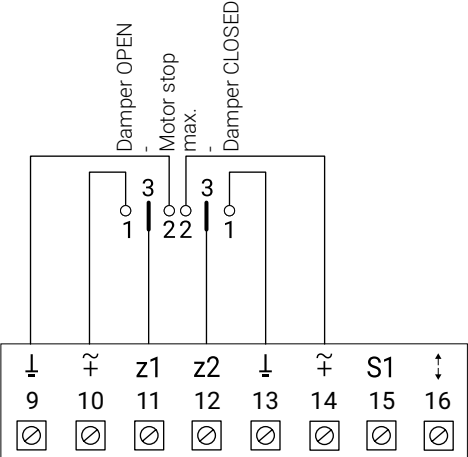 Damper OPEN
-
Motor stop
max.
-
Damper CLOSED
3 3
1 2 2 1
⏊ ≂+ z1 z2 ⏊ ≂+ S1 ↕
9 10 11 12 13 14 15 16